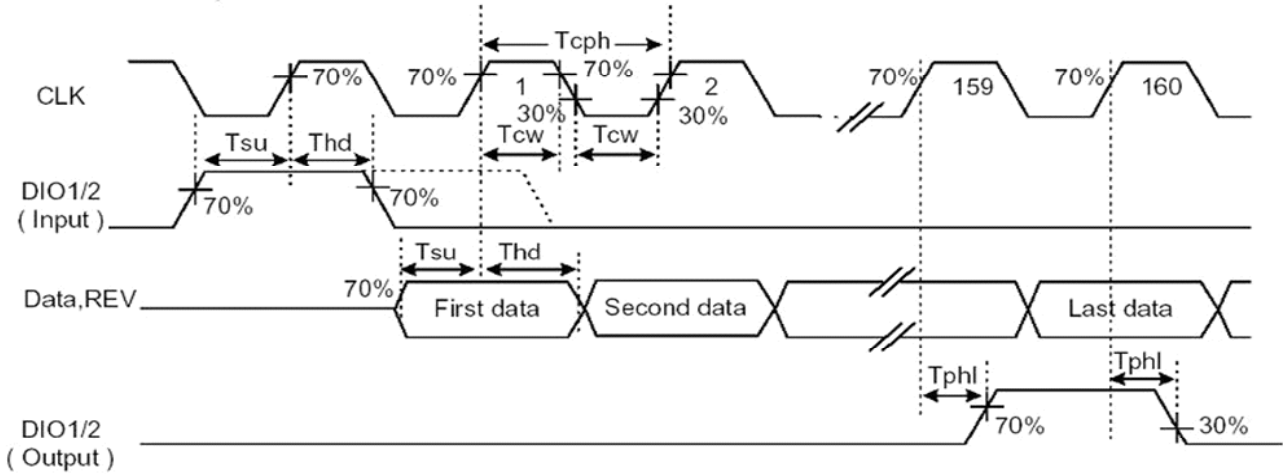 Tcph
70% 70% 1 70% 2 70% 159 70% 160
CLK
30% 30%
Tsu Thd Tcw Tcw
DIO1/2
( Input )
70% 70%
Tsu Thd
70%
Data,REV First data Second data Last data
Tphl Tphl
DIO1/2
( Output )
70% 30%